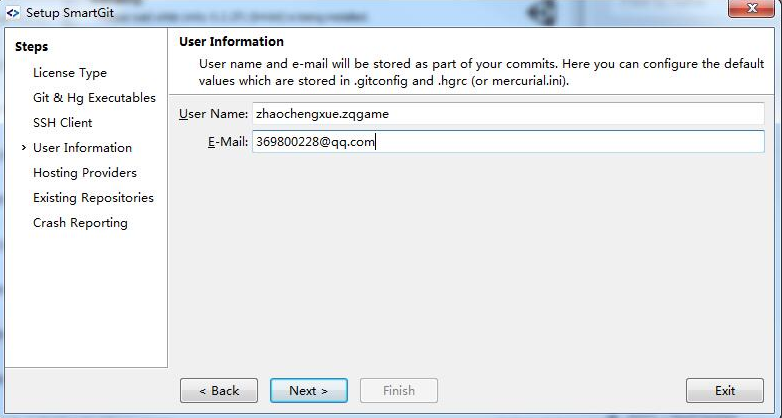 Setup SmartGit
Steps
License Type
Git & Hg Executables
SSH Client
User Information
Hosting Providers
Existing Repositories
Crash Reporting
User Information
User name and e-mail will be stored as part of your commits. Here you can configure the default
values which are stored in .gitconfig and .hgrc (or mercurial.ini).
User Name: zhaochengxue.zqgame
E-Mail: 369800228@qq.com
< Back Next > Finish Exit